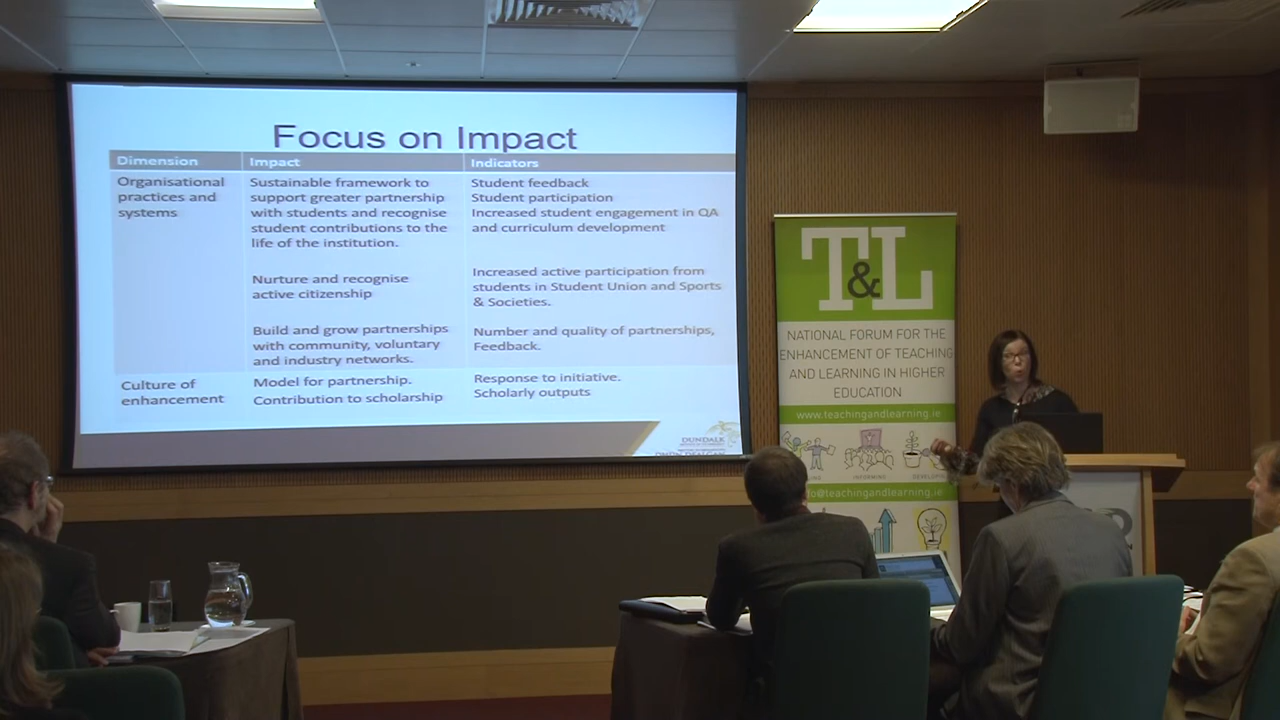 Focus on Impact
Dimension
Impact
Indicators
Organisational
practices and
systems
Sustainable framework to
support greater partnership
with students and recognise
student contributions to the
life of the institution.
Student feedback
Student participation
Increased student engagement in QA
and curriculum development
Nurture and recognise
active citizenship
Increased active participation from
students in Student Union and Sports
& Societies.
Build and grow partnerships
with community, voluntary
and industry networks.
Number and quality of partnerships,
Feedback.
Culture of
enhancement
Model for partnership.
Contribution to scholarship
Response to initiative.
Scholarly outputs
DUNDALK
T&L
NATIONAL FORUM FOR THE
ENHANCEMENT OF TEACHING
AND LEARNING IN HIGHER
EDUCATION
www.teachingandlearning.ie
INFORMING
fo@teachingandlearning.ie